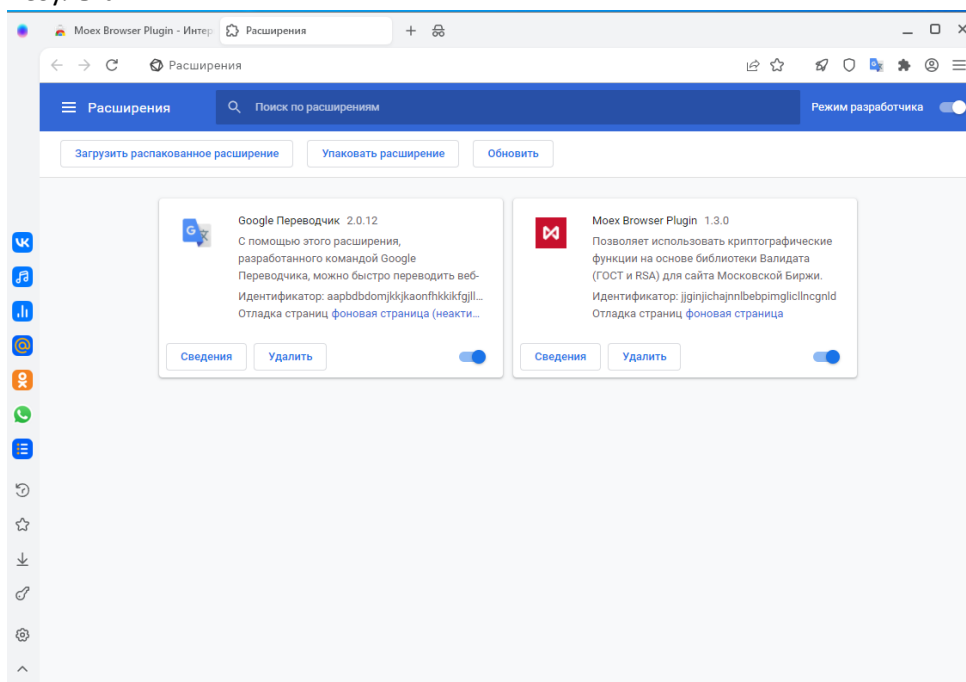 Moex Browser Plugin - Интер
Расширения
Расширения
Расширения
Поиск по расширениям
Режим разработчика
Загрузить распакованное расширение
Упаковать расширение
Обновить
Google Переводчик 2.0.12
С помощью этого расширения,
разработанного командой Google
Переводчика, можно быстро переводить веб-
Идентификатор: aapbdbdomjkkjkaonfhkkikfgjll...
Отладка страниц фоновая страница (неакти...
Сведения
Удалить
Moex Browser Plugin 1.3.0
Позволяет использовать криптографические
функции на основе библиотеки Валидата
(ГОСТ и RSA) для сайта Московской Биржи.
Идентификатор: jjginjichajnnlbebpimglicllncgnld
Отладка страниц фоновая страница
Сведения
Удалить